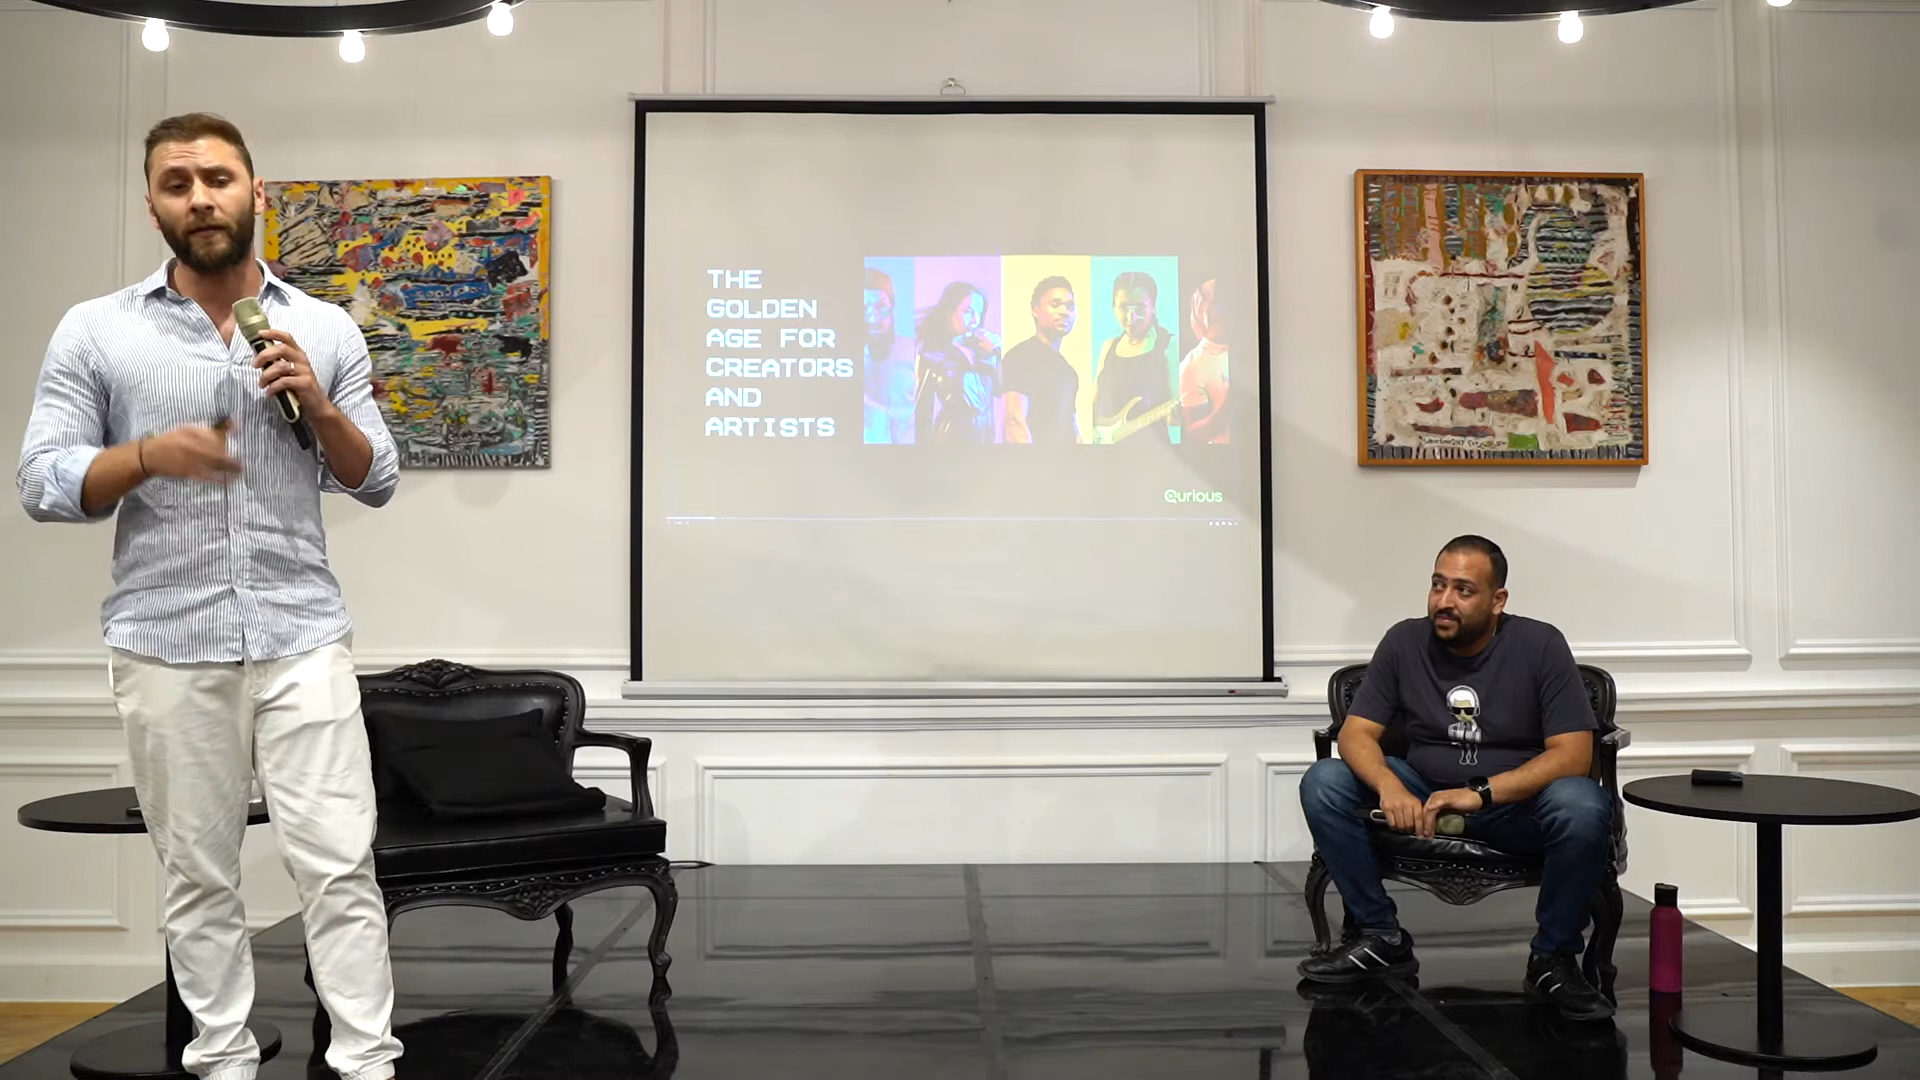 THE
GOLDEN
AGE FOR
CREATORS
AND
ARTISTS
Qurious